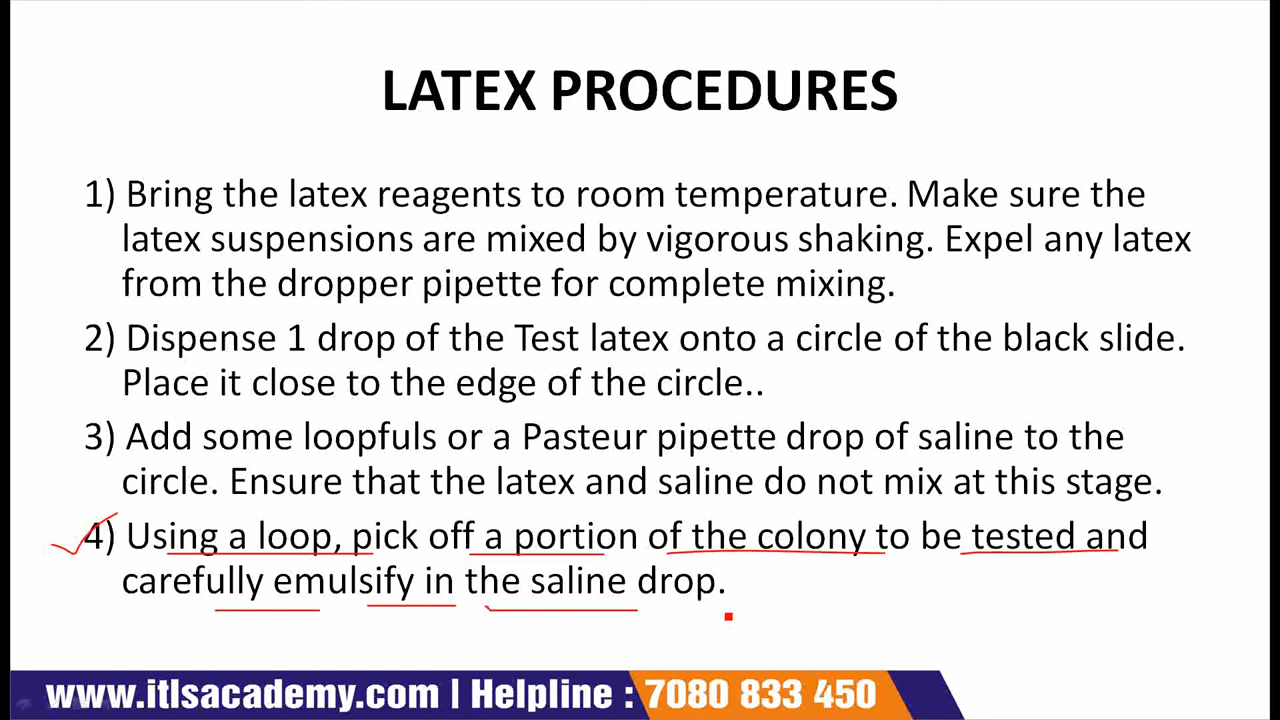 LATEX PROCEDURES
1) Bring the latex reagents to room temperature. Make sure the
latex suspensions are mixed by vigorous shaking. Expel any latex
from the dropper pipette for complete mixing.
2) Dispense 1 drop of the Test latex onto a circle of the black slide.
Place it close to the edge of the circle..
3) Add some loopfuls or a Pasteur pipette drop of saline to the
circle. Ensure that the latex and saline do not mix at this stage.
4) Using a loop, pick off a portion of the colony to be tested and
carefully emulsify in the saline drop.
www.itlsacademy.com | Helpline : 7080 833 450